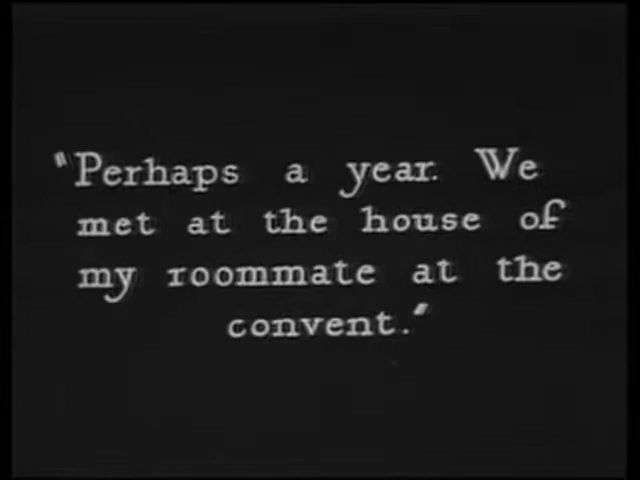 "Perhaps a year. We
met at the house of
my roommate at the
convent."